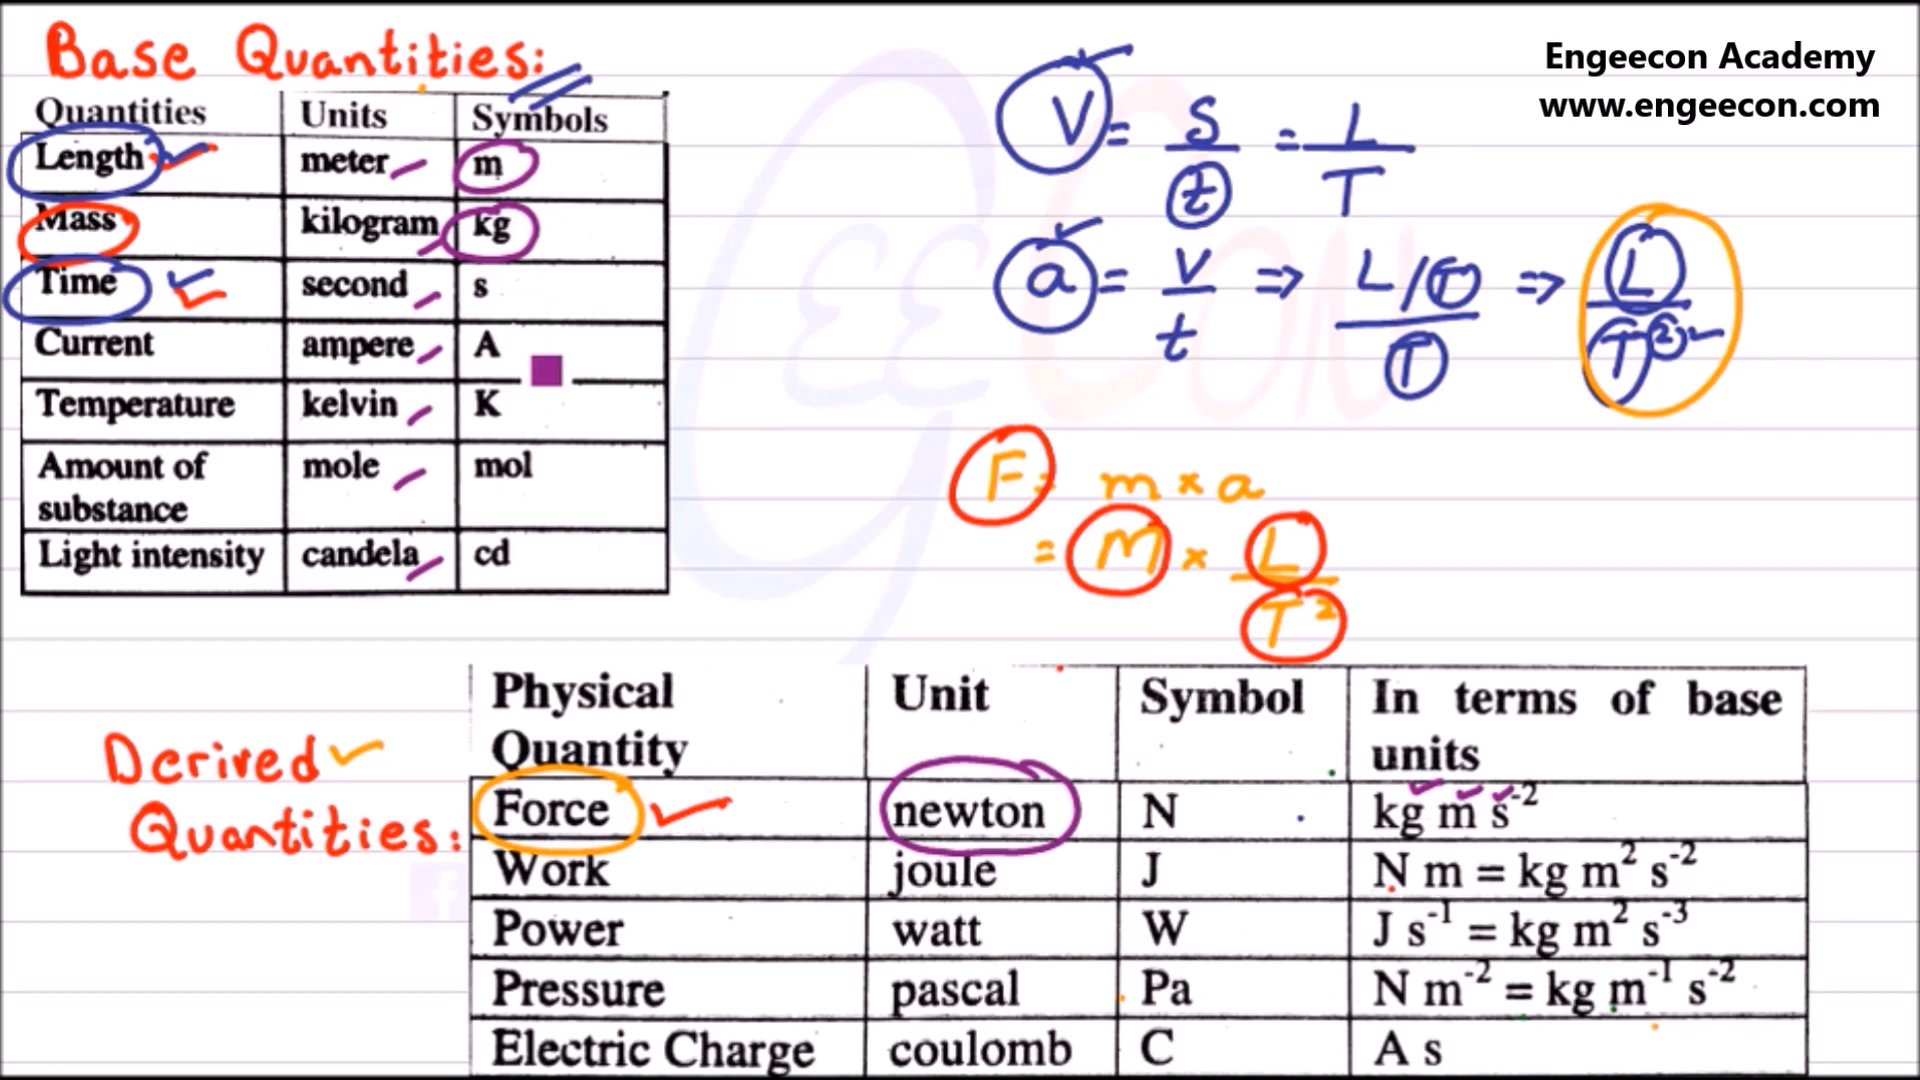 Base Quantities:
Engeecon Academy
www.engeecon.com
Quantities Units Symbols
Length meter m
Mass kilogram kg
Time second s
Current ampere A
Temperature kelvin K
Amount of substance mole mol
Light intensity candela cd
V = S/t = L/T
a = v/t => L/T/T => L/T²
F = m × a
= M × L/T²
GEECON
Derived
Quantities:
Physical Quantity Unit Symbol In terms of base units
Force newton N kg m s⁻²
Work joule J N m = kg m² s⁻²
Power watt W J s⁻¹ = kg m² s⁻³
Pressure pascal Pa N m⁻² = kg m⁻¹ s⁻²
Electric Charge coulomb C A s